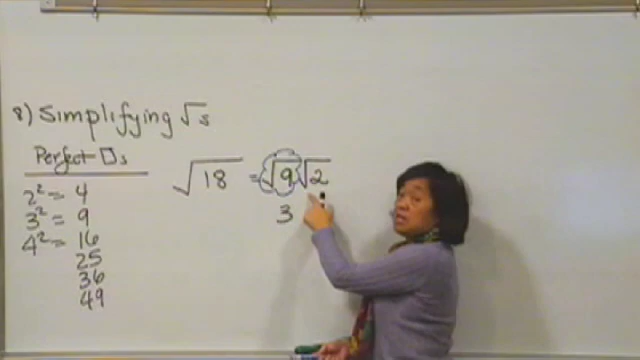 8) Simplifying √s
Perfect □s
2² = 4
3² = 9
4² = 16
25
36
49
√18 = √9 √2
3